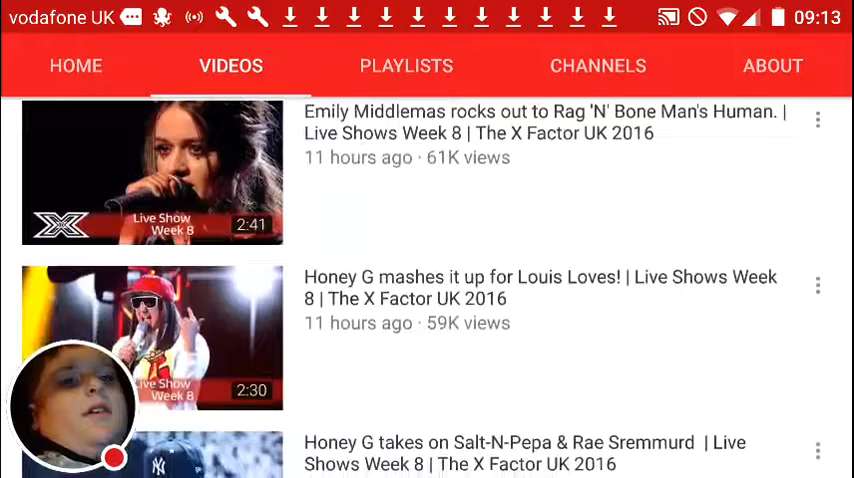 vodafone UK 09:13
HOME VIDEOS PLAYLISTS CHANNELS ABOUT
Emily Middlemas rocks out to Rag 'N' Bone Man's Human. |
Live Shows Week 8 | The X Factor UK 2016
11 hours ago · 61K views
X
Live Show
Week 8
2:41
Honey G mashes it up for Louis Loves! | Live Shows Week
8 | The X Factor UK 2016
11 hours ago · 59K views
Live Show
Week 8
2:30
Honey G takes on Salt-N-Pepa & Rae Sremmurd | Live
Shows Week 8 | The X Factor UK 2016
NY